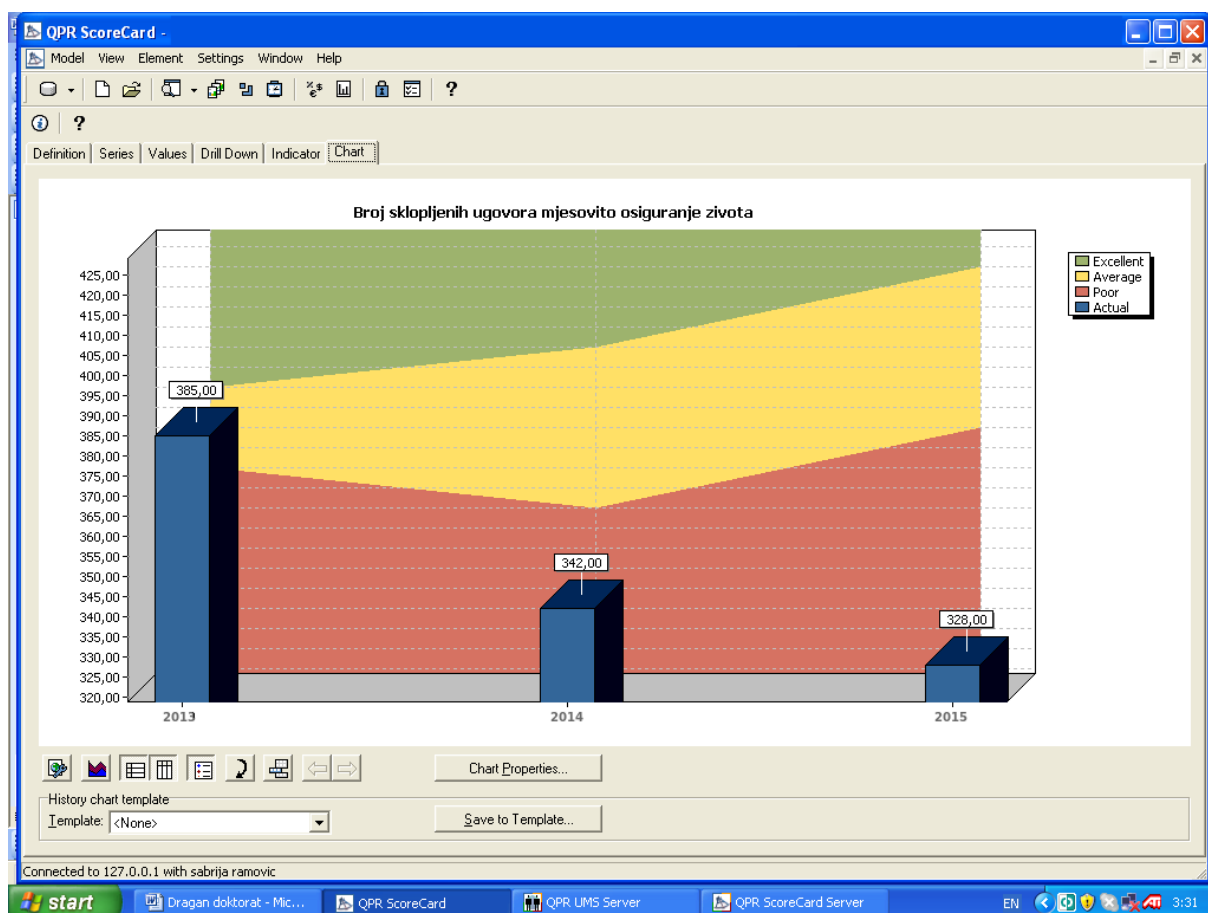 QPR ScoreCard -
Model View Element Settings Window Help
Definition Series Values Drill Down Indicator Chart
Broj sklopljenih ugovora mjesovito osiguranje zivota
425,00
420,00
415,00
410,00
405,00
400,00
395,00
390,00
385,00
380,00
375,00
370,00
365,00
360,00
355,00
350,00
345,00
340,00
335,00
330,00
325,00
320,00
385,00
342,00
328,00
2013 2014 2015
Excellent
Average
Poor
Actual
Chart Properties...
History chart template
Template: <None>
Save to Template...
Connected to 127.0.0.1 with sabrija ramovic
start Dragan doktorat - Mic... QPR ScoreCard QPR UMS Server QPR ScoreCard Server EN 3:31